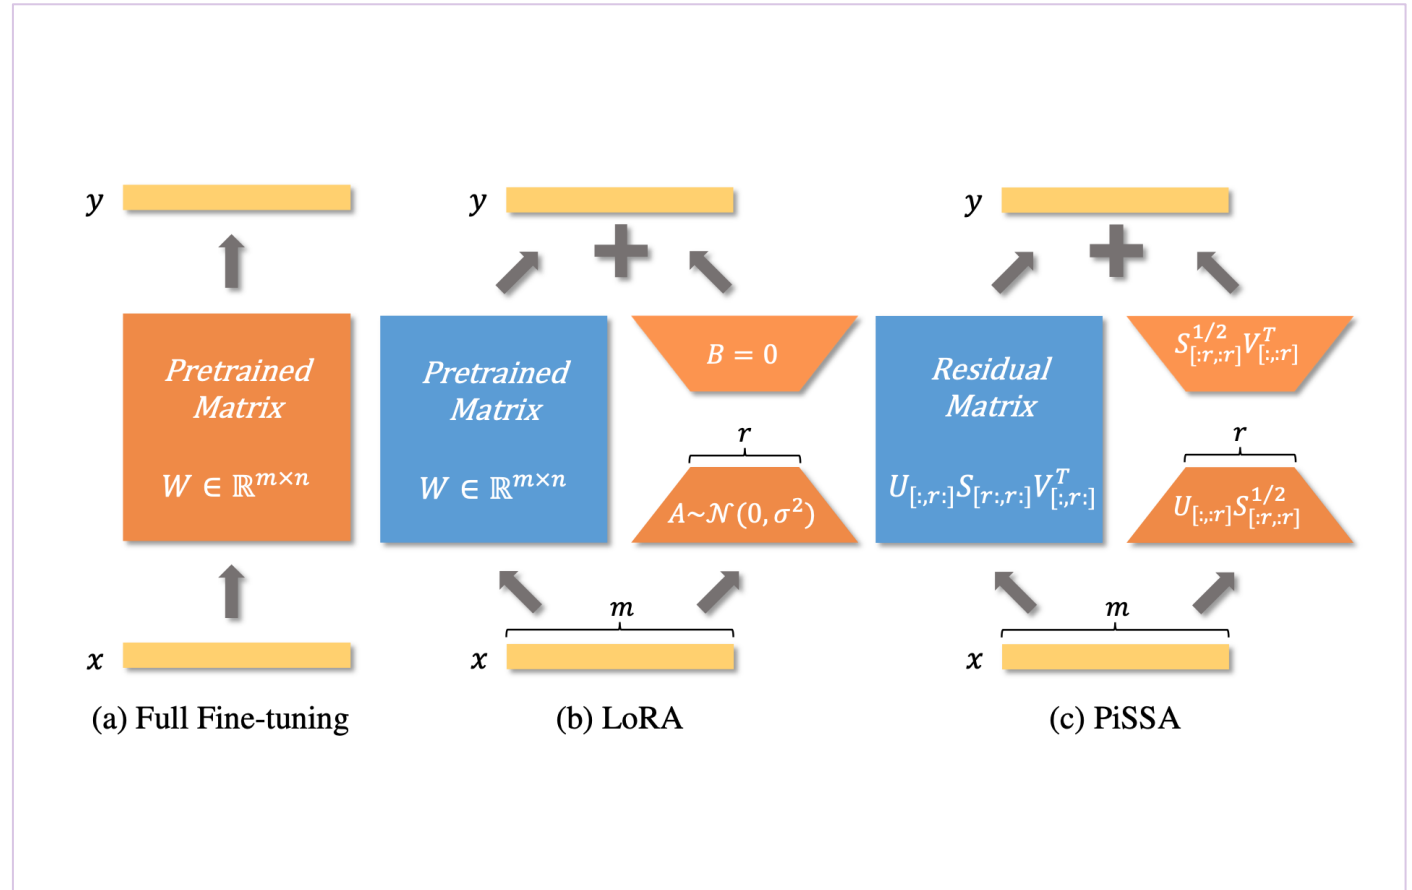 y
y
y
Pretrained
Matrix
W ∈ ℝ^{m×n}
Pretrained
Matrix
W ∈ ℝ^{m×n}
B = 0
r
A~𝒩(0, σ²)
Residual
Matrix
U_{[:,r:]}S_{[r:,r:]}V^T_{[:,r:]}
S^{1/2}_{[:r,:r]}V^T_{[:,:r]}
r
U_{[:,:r]}S^{1/2}_{[:r,:r]}
m
m
x
x
x
(a) Full Fine-tuning
(b) LoRA
(c) PiSSA